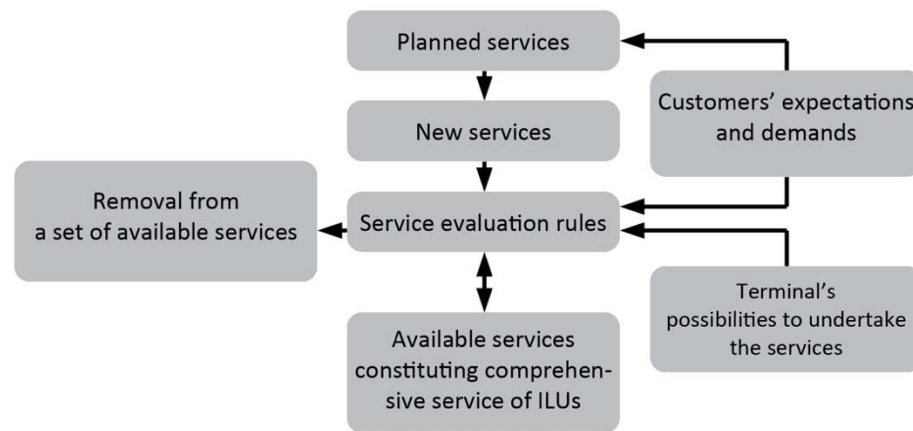 Planned services
Customers' expectations
and demands
New services
Removal from
a set of available services
Service evaluation rules
Terminal's
possibilities to undertake
the services
Available services
constituting comprehen-
sive service of ILUs